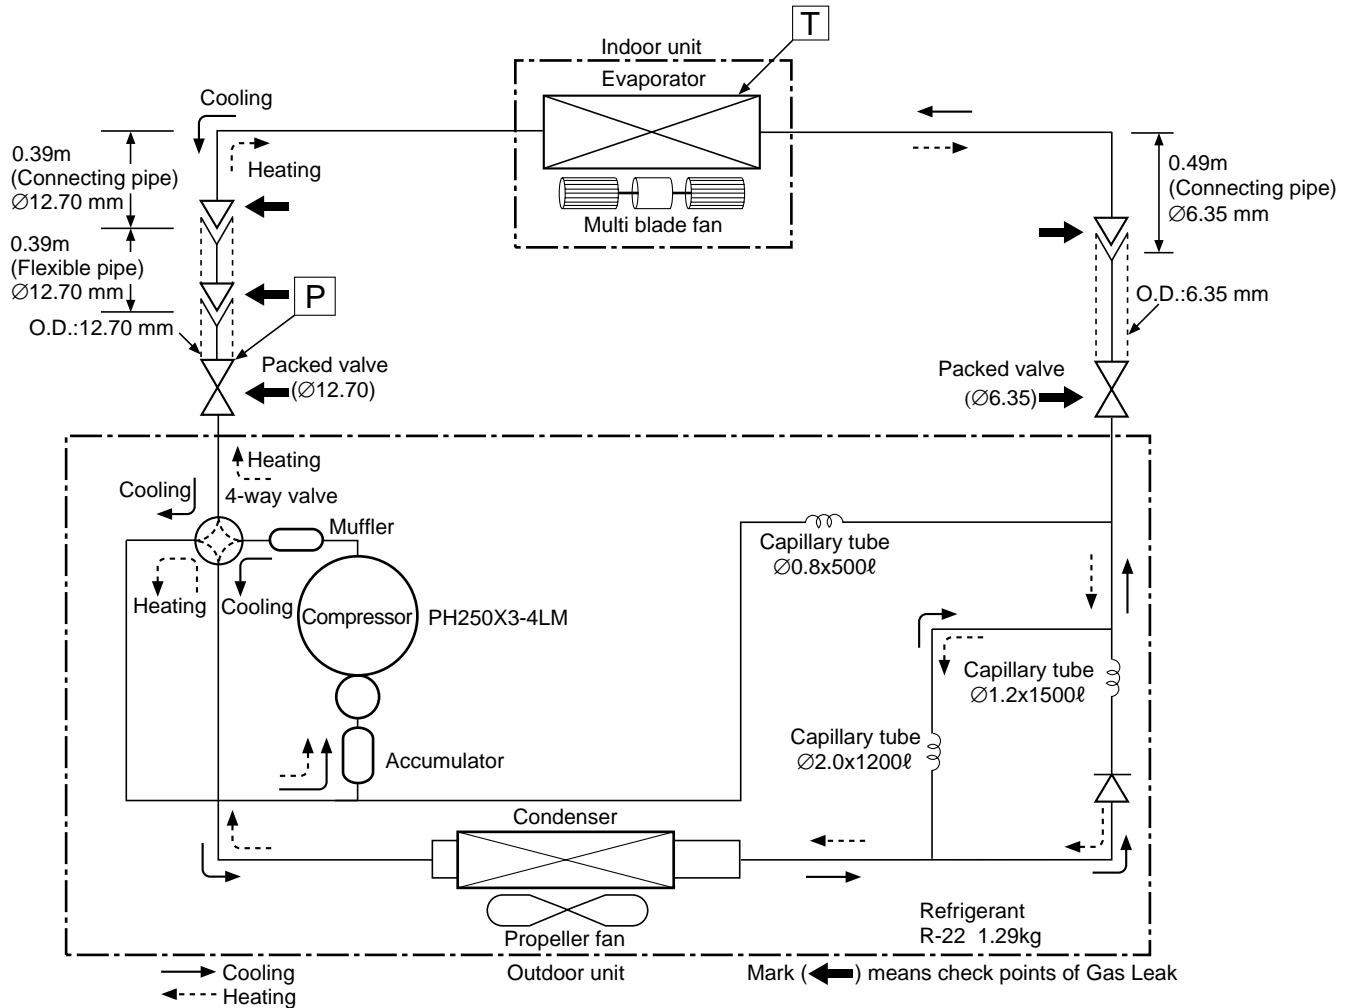 T
Indoor unit
Evaporator
Cooling
Heating
0.39m
(Connecting pipe)
Ø12.70 mm
0.49m
(Connecting pipe)
Ø6.35 mm
Multi blade fan
0.39m
(Flexible pipe)
Ø12.70 mm
P
O.D.:6.35 mm
O.D.:12.70 mm
Packed valve
(Ø12.70)
Packed valve
(Ø6.35)
Heating
Cooling
4-way valve
Muffler
Capillary tube
Ø0.8x500ℓ
Heating
Cooling
Compressor
PH250X3-4LM
Capillary tube
Ø1.2x1500ℓ
Capillary tube
Ø2.0x1200ℓ
Accumulator
Condenser
Refrigerant
R-22 1.29kg
Propeller fan
Cooling
Heating
Outdoor unit
Mark ( ) means check points of Gas Leak